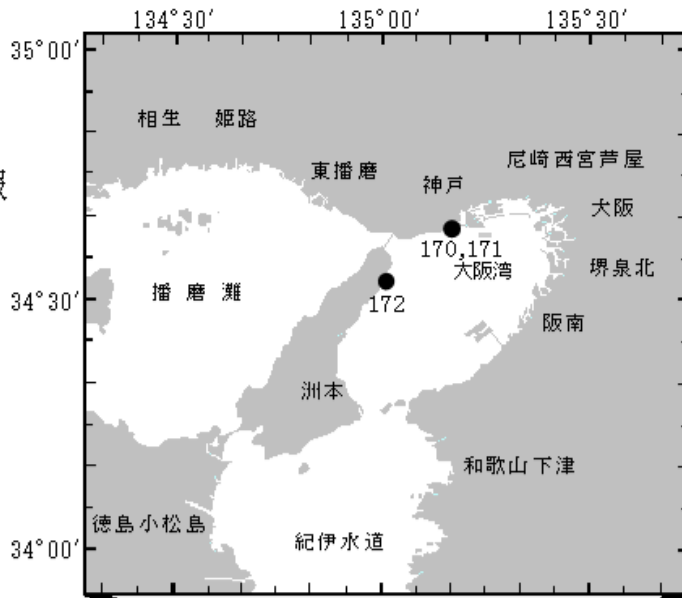 134°30′ 135°00′ 135°30′
35°00′
相生 姫路
尼崎西宮芦屋
東播磨
神戸
大阪
170,171
大阪湾
堺泉北
播磨灘
34°30′
172
阪南
洲本
和歌山下津
徳島小松島
紀伊水道
34°00′